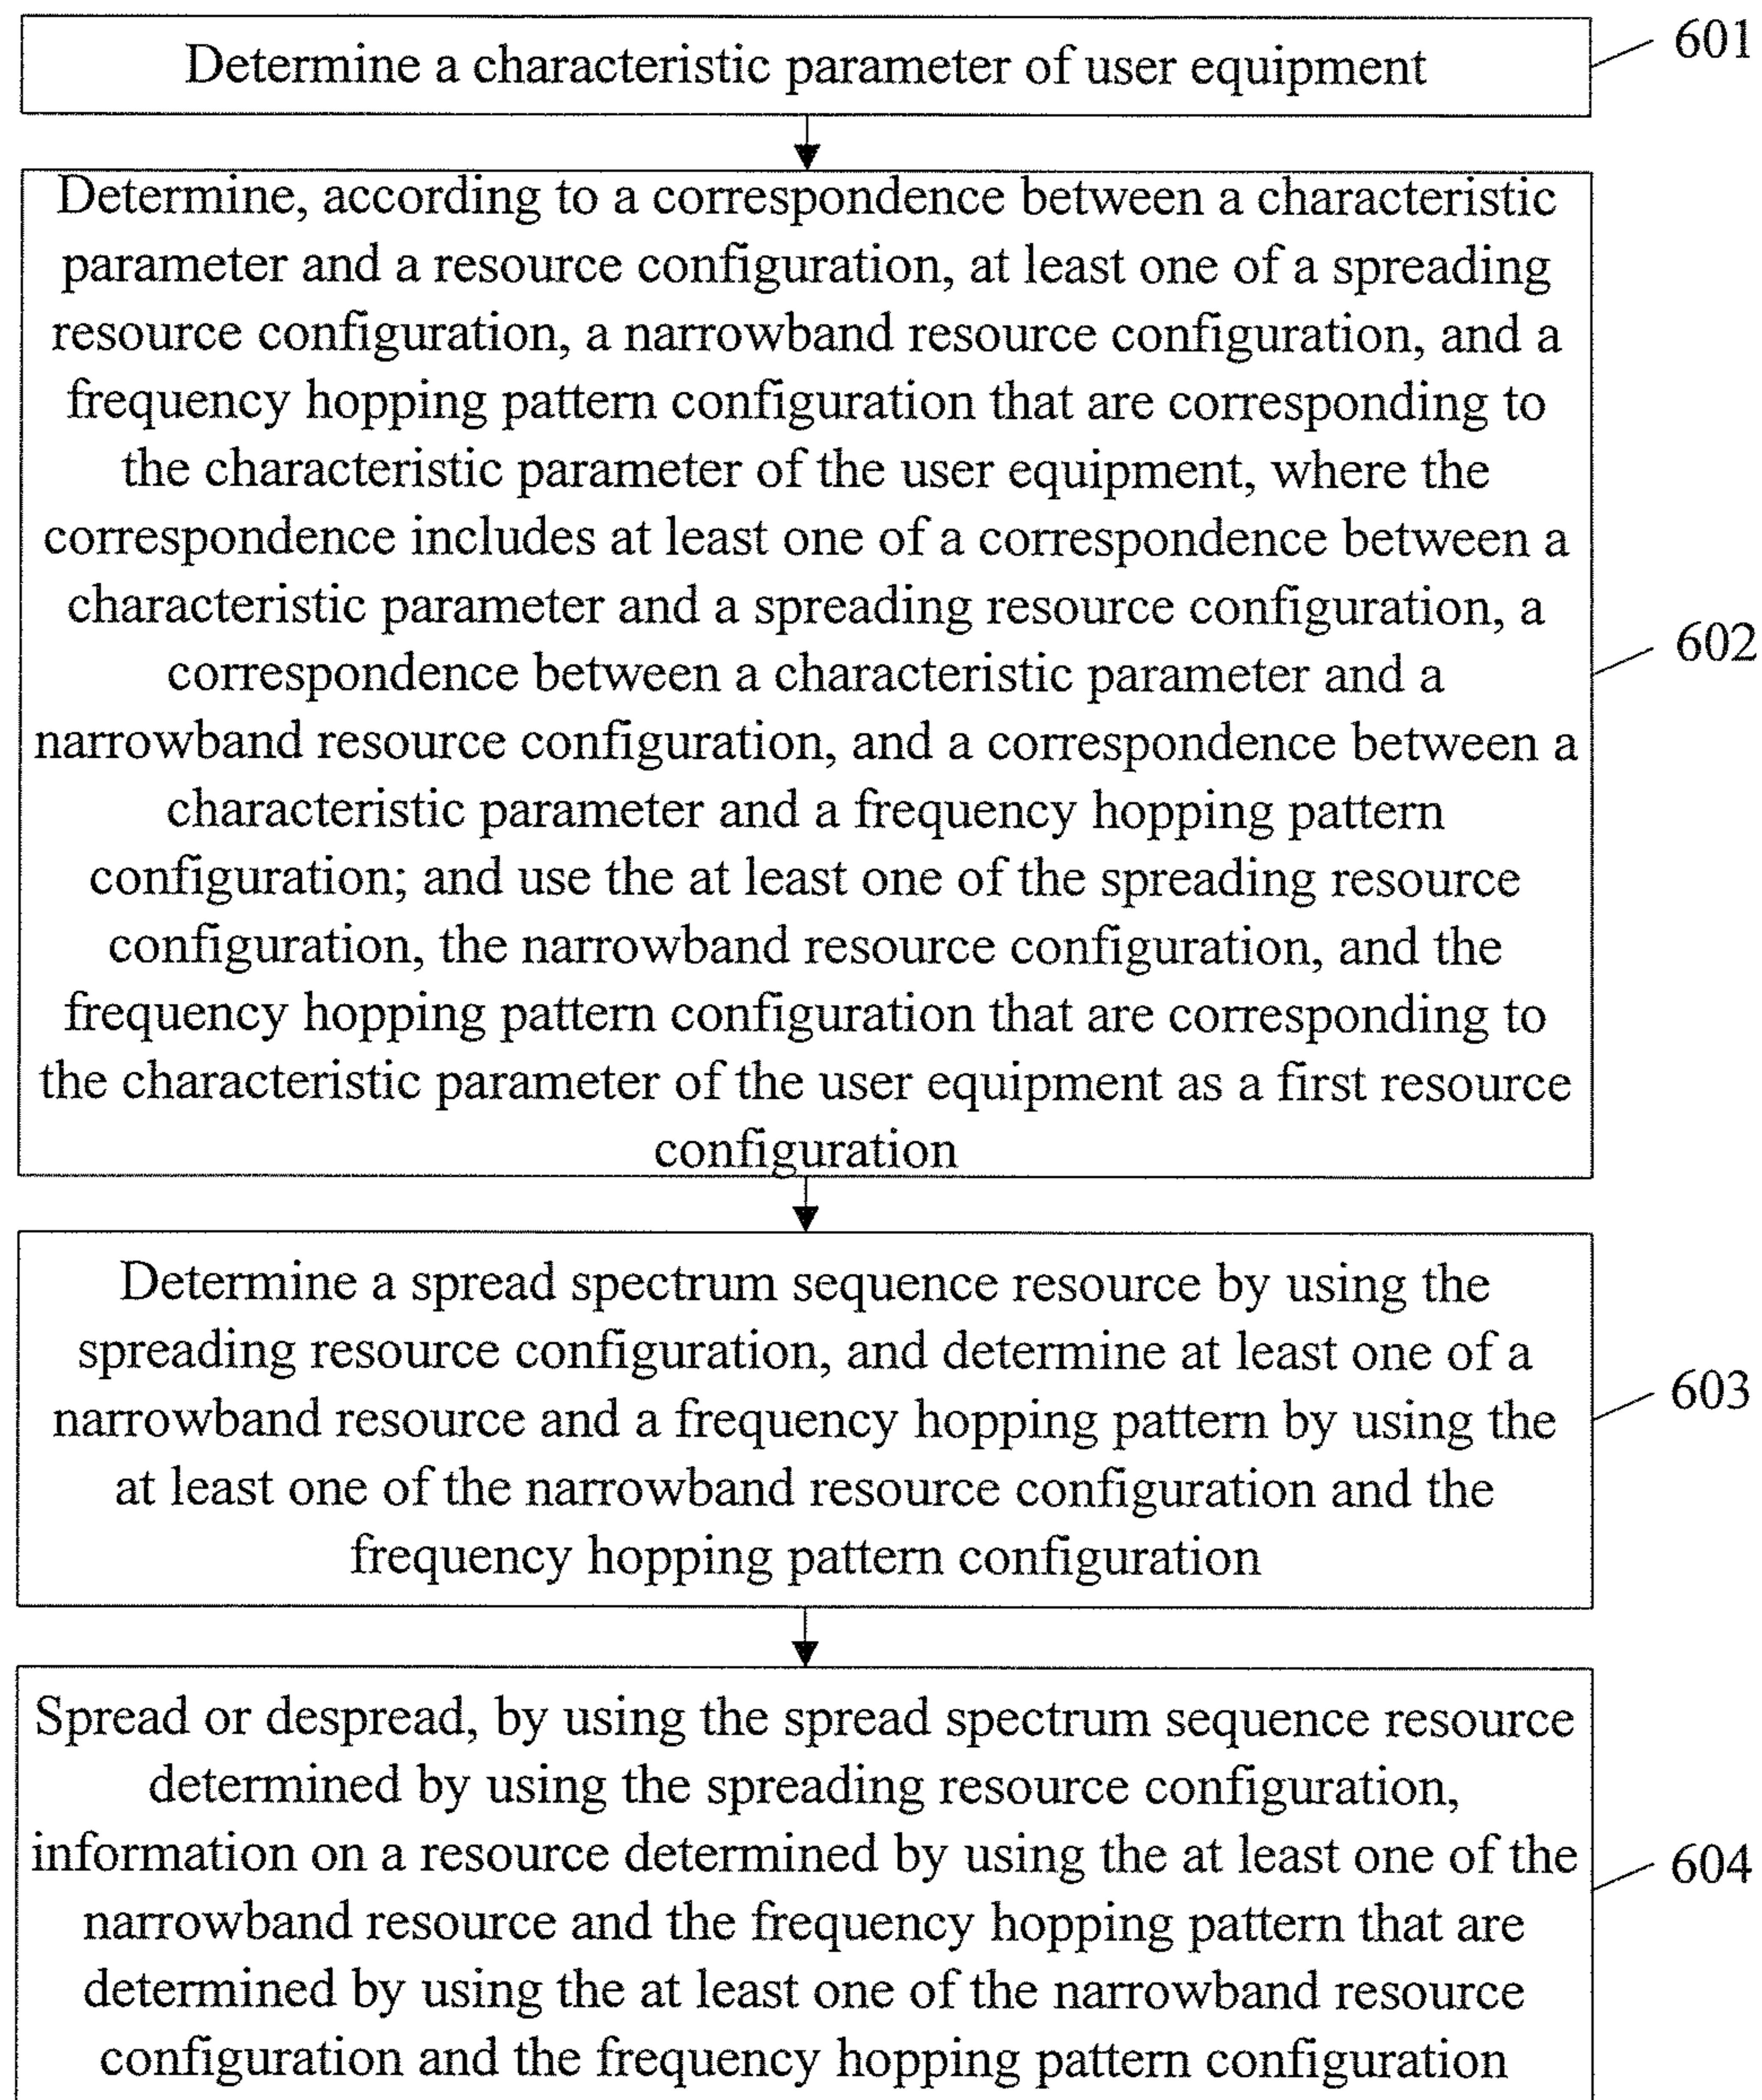 Determine a characteristic parameter of user equipment
601
Determine, according to a correspondence between a characteristic
parameter and a resource configuration, at least one of a spreading
resource configuration, a narrowband resource configuration, and a
frequency hopping pattern configuration that are corresponding to
the characteristic parameter of the user equipment, where the
correspondence includes at least one of a correspondence between a
characteristic parameter and a spreading resource configuration, a
correspondence between a characteristic parameter and a
narrowband resource configuration, and a correspondence between a
characteristic parameter and a frequency hopping pattern
configuration; and use the at least one of the spreading resource
configuration, the narrowband resource configuration, and the
frequency hopping pattern configuration that are corresponding to
the characteristic parameter of the user equipment as a first resource
configuration
602
Determine a spread spectrum sequence resource by using the
spreading resource configuration, and determine at least one of a
narrowband resource and a frequency hopping pattern by using the
at least one of the narrowband resource configuration and the
frequency hopping pattern configuration
603
Spread or despread, by using the spread spectrum sequence resource
determined by using the spreading resource configuration,
information on a resource determined by using the at least one of the
narrowband resource and the frequency hopping pattern that are
determined by using the at least one of the narrowband resource
configuration and the frequency hopping pattern configuration
604